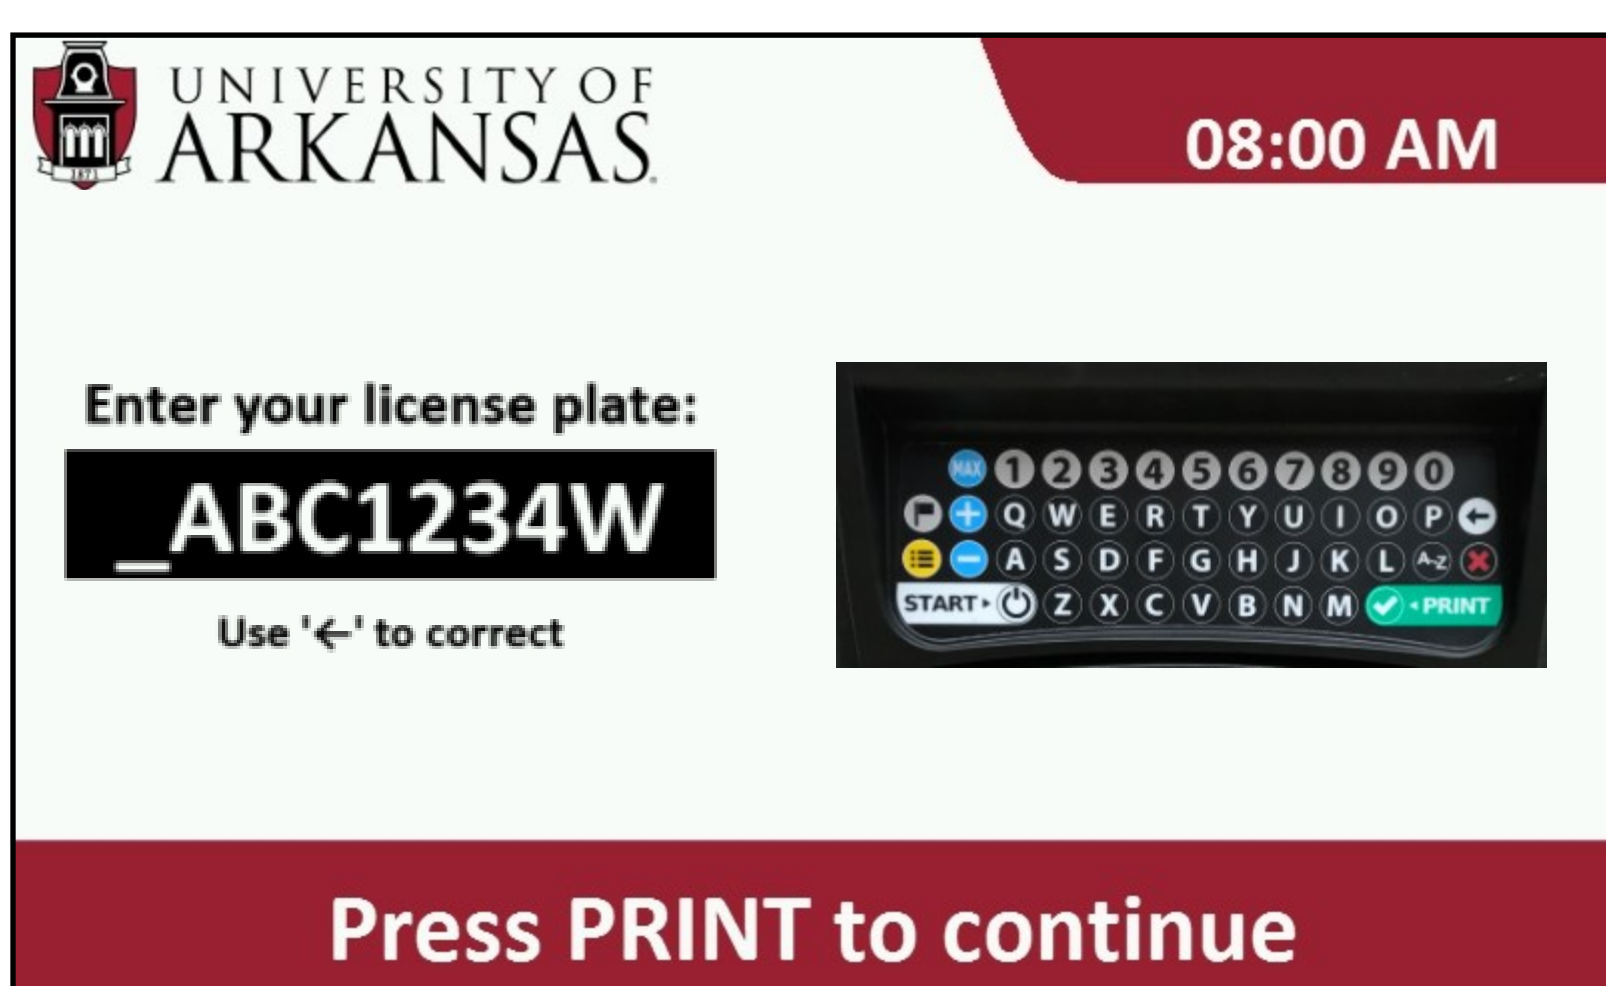 UNIVERSITY OF
ARKANSAS.
1871
08:00 AM
Enter your license plate:
_ABC1234W
Use '←' to correct
MAX 1 2 3 4 5 6 7 8 9 0
+ Q W E R T Y U I O P ←
− A S D F G H J K L A-Z ✖
START Z X C V B N M ✓ PRINT
Press PRINT to continue